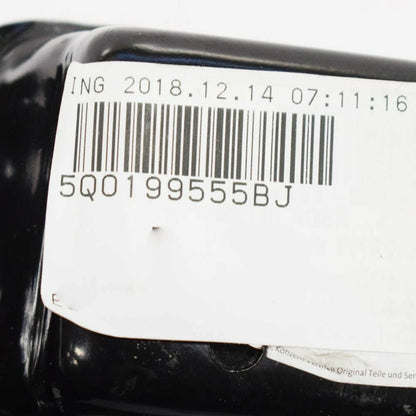 ING 2018.12.14 07:11:16
5Q0199555BJ
Original Teile und Ser